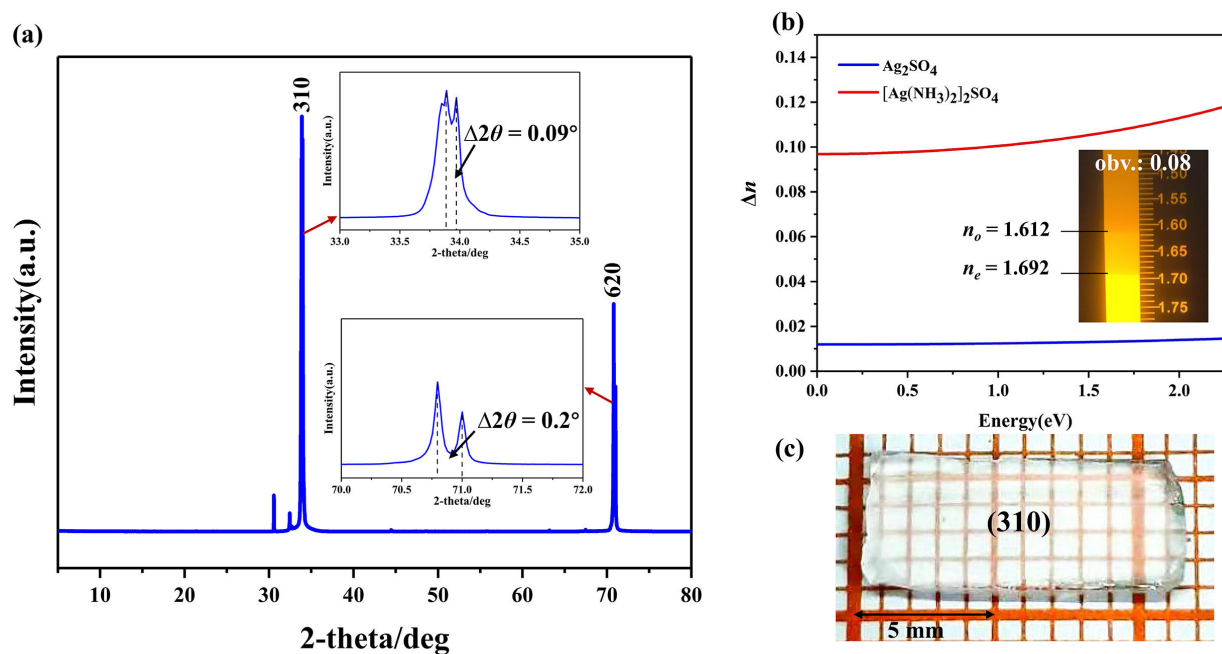 (a)
310
Intensity(a.u.)
Δ2θ = 0.09°
33.0 33.5 34.0 34.5 35.0
2-theta/deg
620
Intensity(a.u.)
Δ2θ = 0.2°
70.0 70.5 71.0 71.5 72.0
2-theta/deg
Intensity(a.u.)
10 20 30 40 50 60 70 80
2-theta/deg
(b)
0.14
0.12
0.10
0.08
0.06
0.04
0.02
0.00
Δn
Ag₂SO₄
[Ag(NH₃)₂]₂SO₄
obv.: 0.08
1.50
1.55
1.60
1.65
1.70
1.75
nₒ = 1.612
nₑ = 1.692
0.0 0.5 1.0 1.5 2.0
Energy(eV)
(c)
(310)
5 mm